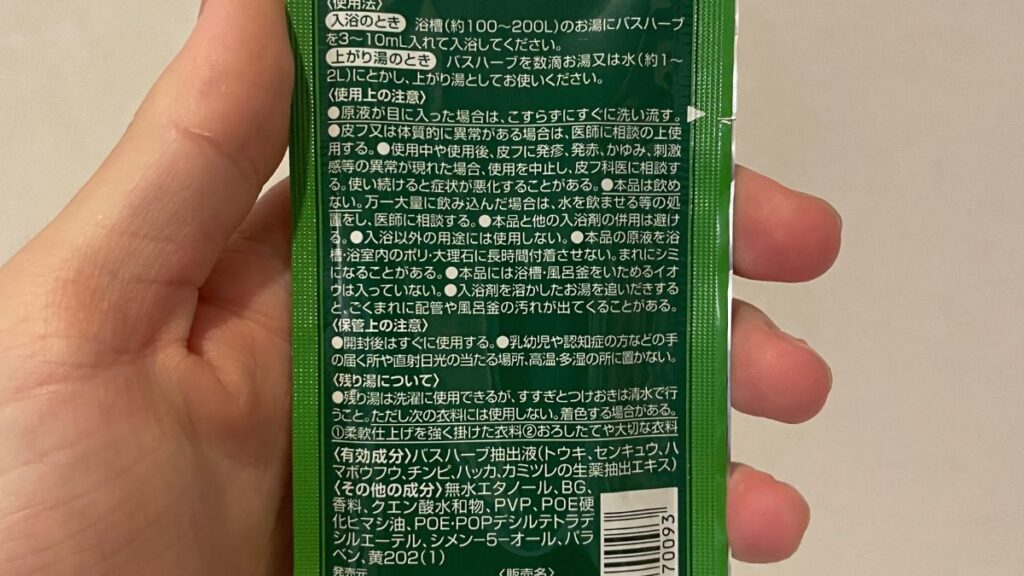 〈使用法〉
入浴のとき 浴槽(約100~200L)のお湯にバスハーブ
を3~10mL入れて入浴してください。
上がり湯のとき バスハーブを数滴お湯又は水(約1~
2L)にとかし、上がり湯としてお使いください。
〈使用上の注意〉
●原液が目に入った場合は、こすらずにすぐに洗い流す。
●皮フ又は体質的に異常がある場合は、医師に相談の上使
用する。●使用中や使用後、皮フに発疹、発赤、かゆみ、刺激
感等の異常が現れた場合、使用を中止し、皮フ科医に相談す
る。使い続けると症状が悪化することがある。●本品は飲め
ない。万一大量に飲み込んだ場合は、水を飲ませる等の処
置をし、医師に相談する。●本品と他の入浴剤の併用は避け
る。●入浴以外の用途には使用しない。●本品の原液を浴
槽・浴室内のポリ・大理石に長時間付着させない。まれにシミ
になることがある。●本品には浴槽・風呂釜をいためるイオ
ウは入っていない。●入浴剤を溶かしたお湯を追いだきする
と、ごくまれに配管や風呂釜の汚れが出てくることがある。
〈保管上の注意〉
●開封後はすぐに使用する。●乳幼児や認知症の方などの手
の届く所や直射日光の当たる場所、高温・多湿の所に置かない。
〈残り湯について〉
●残り湯は洗濯に使用できるが、すすぎとつけおきは清水で行
うこと。ただし次の衣料には使用しない。着色する場合がある。
①柔軟仕上げを強く掛けた衣料②おろしたてや大切な衣料
〈有効成分〉バスハーブ抽出液(トウキ、センキュウ、ハ
マボウフウ、チンピ、ハッカ、カミツレの生薬抽出エキス)
〈その他の成分〉無水エタノール、BG、
香料、クエン酸水和物、PVP、POE硬
化ヒマシ油、POE・POPデシルテトラデ
シルエーテル、シメン-5-オール、パラ
ベン、黄202(1)
70093
発売元 〈販売名〉